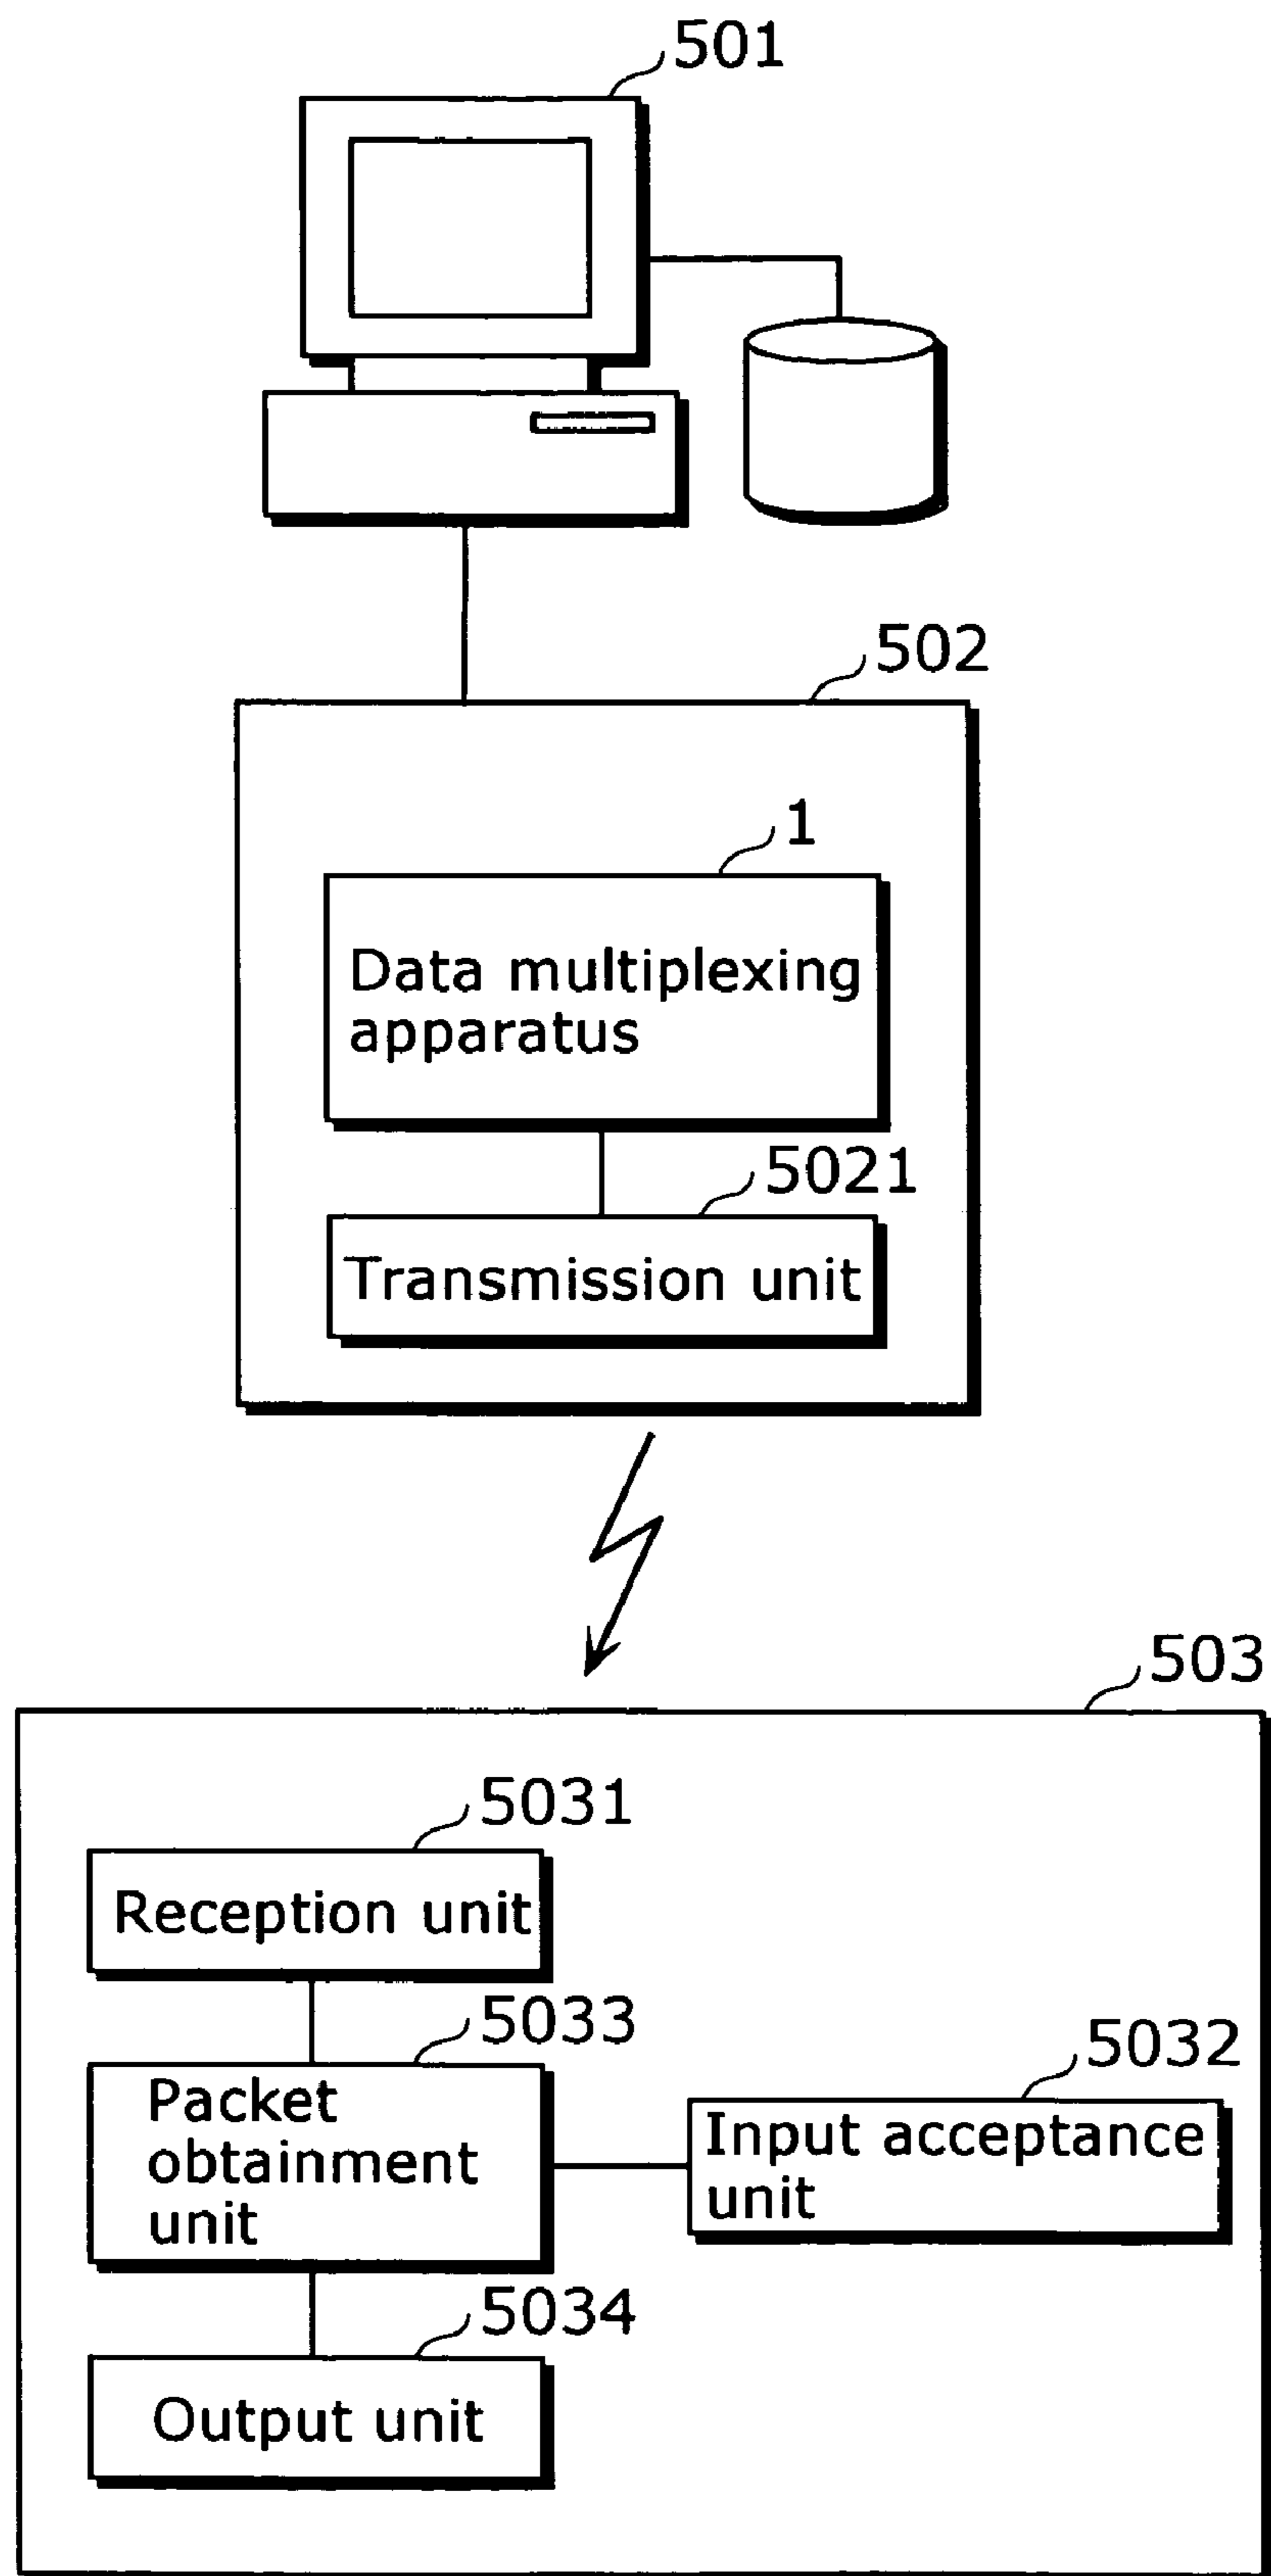 501
502
1
Data multiplexing
apparatus
5021
Transmission unit
503
5031
Reception unit
5033
Packet
obtainment
unit
5032
Input acceptance
unit
5034
Output unit